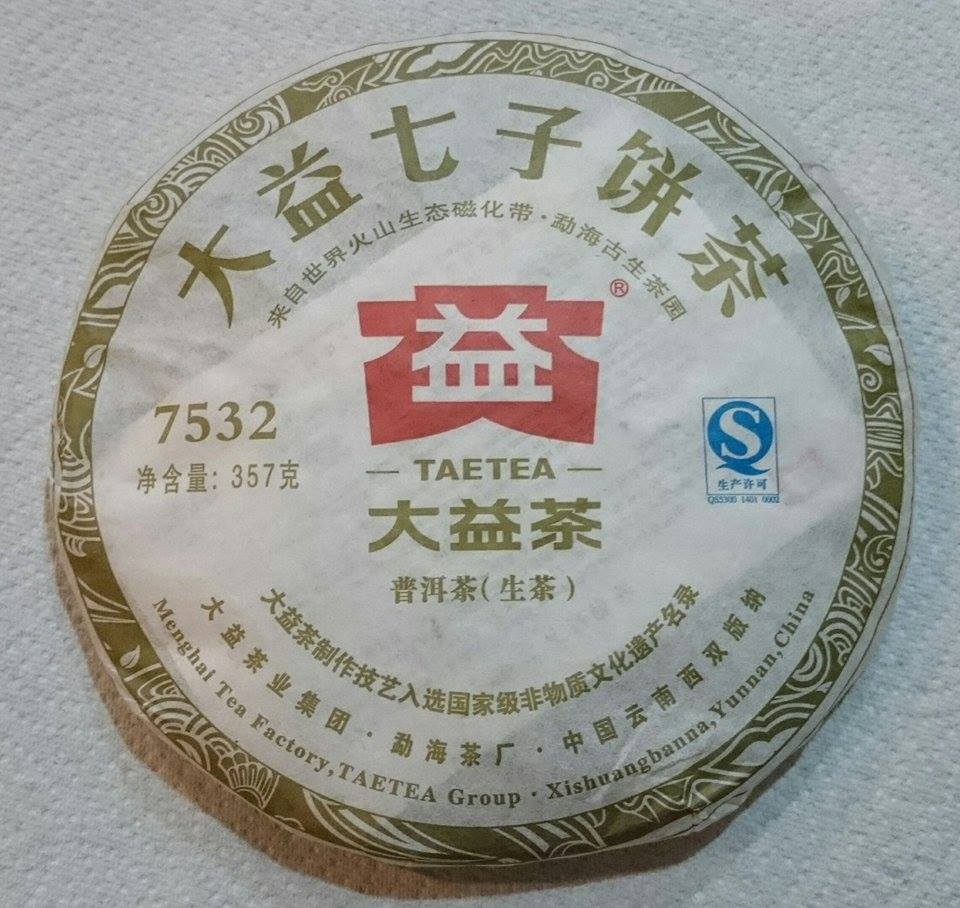 大益七子饼茶
来自世界火山生态磁化带·勐海古生茶园
益
®
7532
净含量: 357克
— TAETEA —
大益茶
S
生产许可
QS5300 1401 0002
普洱茶(生茶)
大益茶制作技艺入选国家级非物质文化遗产名录
大益茶业集团·勐海茶厂·中国云南西双版纳
Menghai Tea Factory,TAETEA Group · Xishuangbanna,Yunnan,China